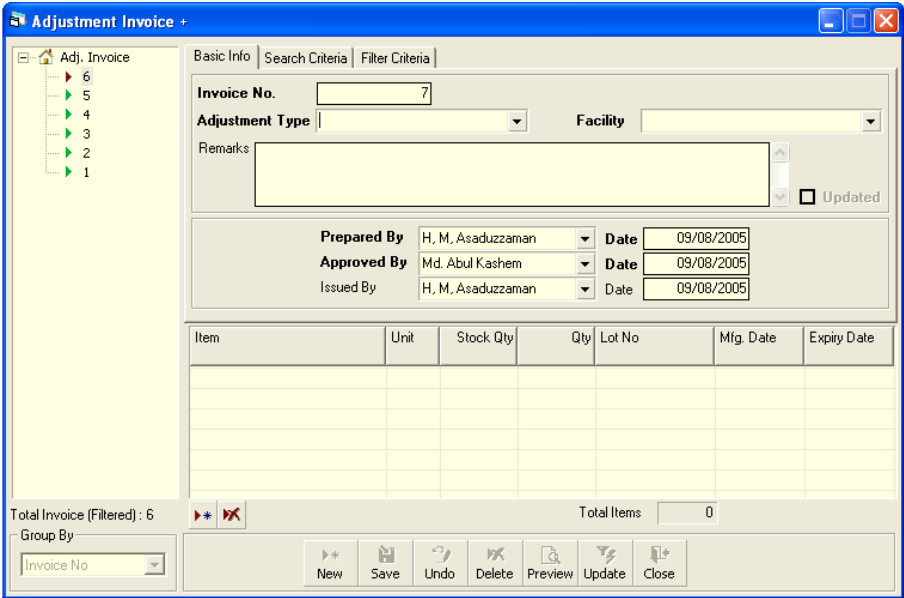 Adjustment Invoice +
Adj. Invoice
6
5
4
3
2
1
Total Invoice (Filtered) : 6
Group By
Invoice No
Basic Info Search Criteria Filter Criteria
Invoice No. 7
Adjustment Type Facility
Remarks
Updated
Prepared By H, M, Asaduzzaman Date 09/08/2005
Approved By Md. Abul Kashem Date 09/08/2005
Issued By H, M, Asaduzzaman Date 09/08/2005
Item Unit Stock Qty Qty Lot No Mfg. Date Expiry Date
Total Items 0
New Save Undo Delete Preview Update Close